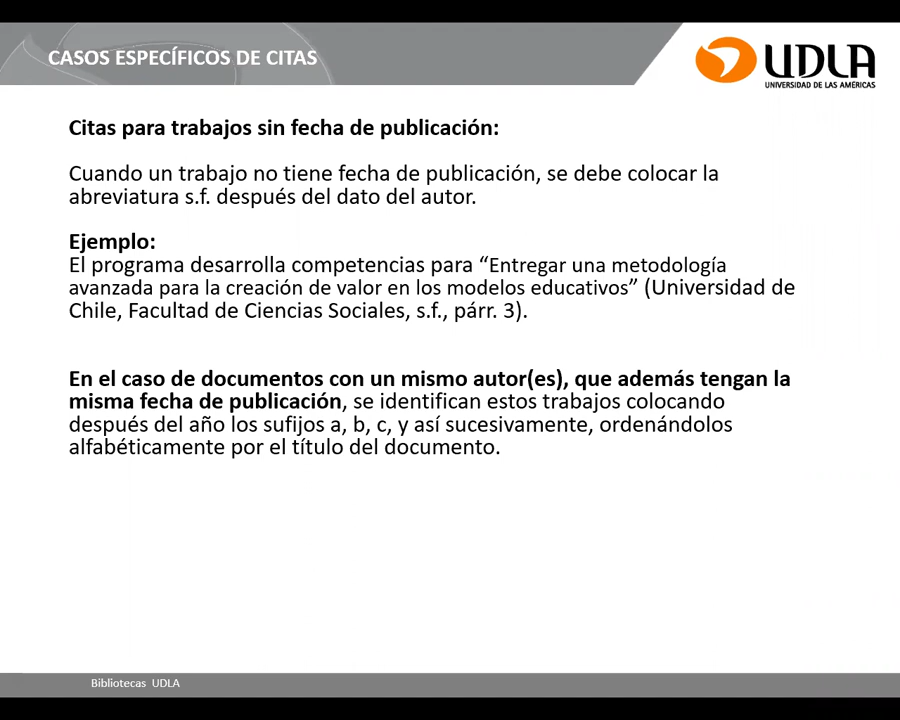 CASOS ESPECÍFICOS DE CITAS
UDLA
UNIVERSIDAD DE LAS AMÉRICAS
Citas para trabajos sin fecha de publicación:
Cuando un trabajo no tiene fecha de publicación, se debe colocar la
abreviatura s.f. después del dato del autor.
Ejemplo:
El programa desarrolla competencias para “Entregar una metodología
avanzada para la creación de valor en los modelos educativos” (Universidad de
Chile, Facultad de Ciencias Sociales, s.f., párr. 3).
En el caso de documentos con un mismo autor(es), que además tengan la
misma fecha de publicación, se identifican estos trabajos colocando
después del año los sufijos a, b, c, y así sucesivamente, ordenándolos
alfabéticamente por el título del documento.
Bibliotecas UDLA